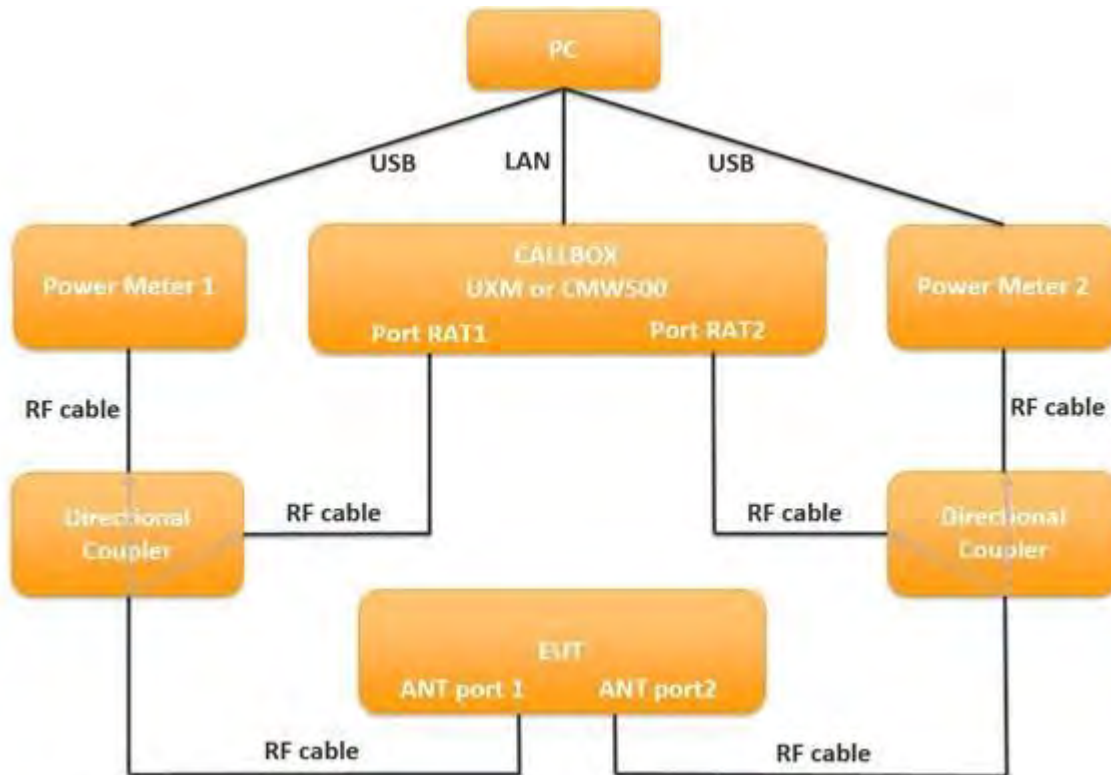 PC
USB
LAN
USB
Power Meter 1
CALLBOX
UXM or CMW500
Port RAT1
Port RAT2
Power Meter 2
RF cable
RF cable
Directional
Coupler
RF cable
RF cable
Directional
Coupler
EUT
ANT port 1
ANT port2
RF cable
RF cable